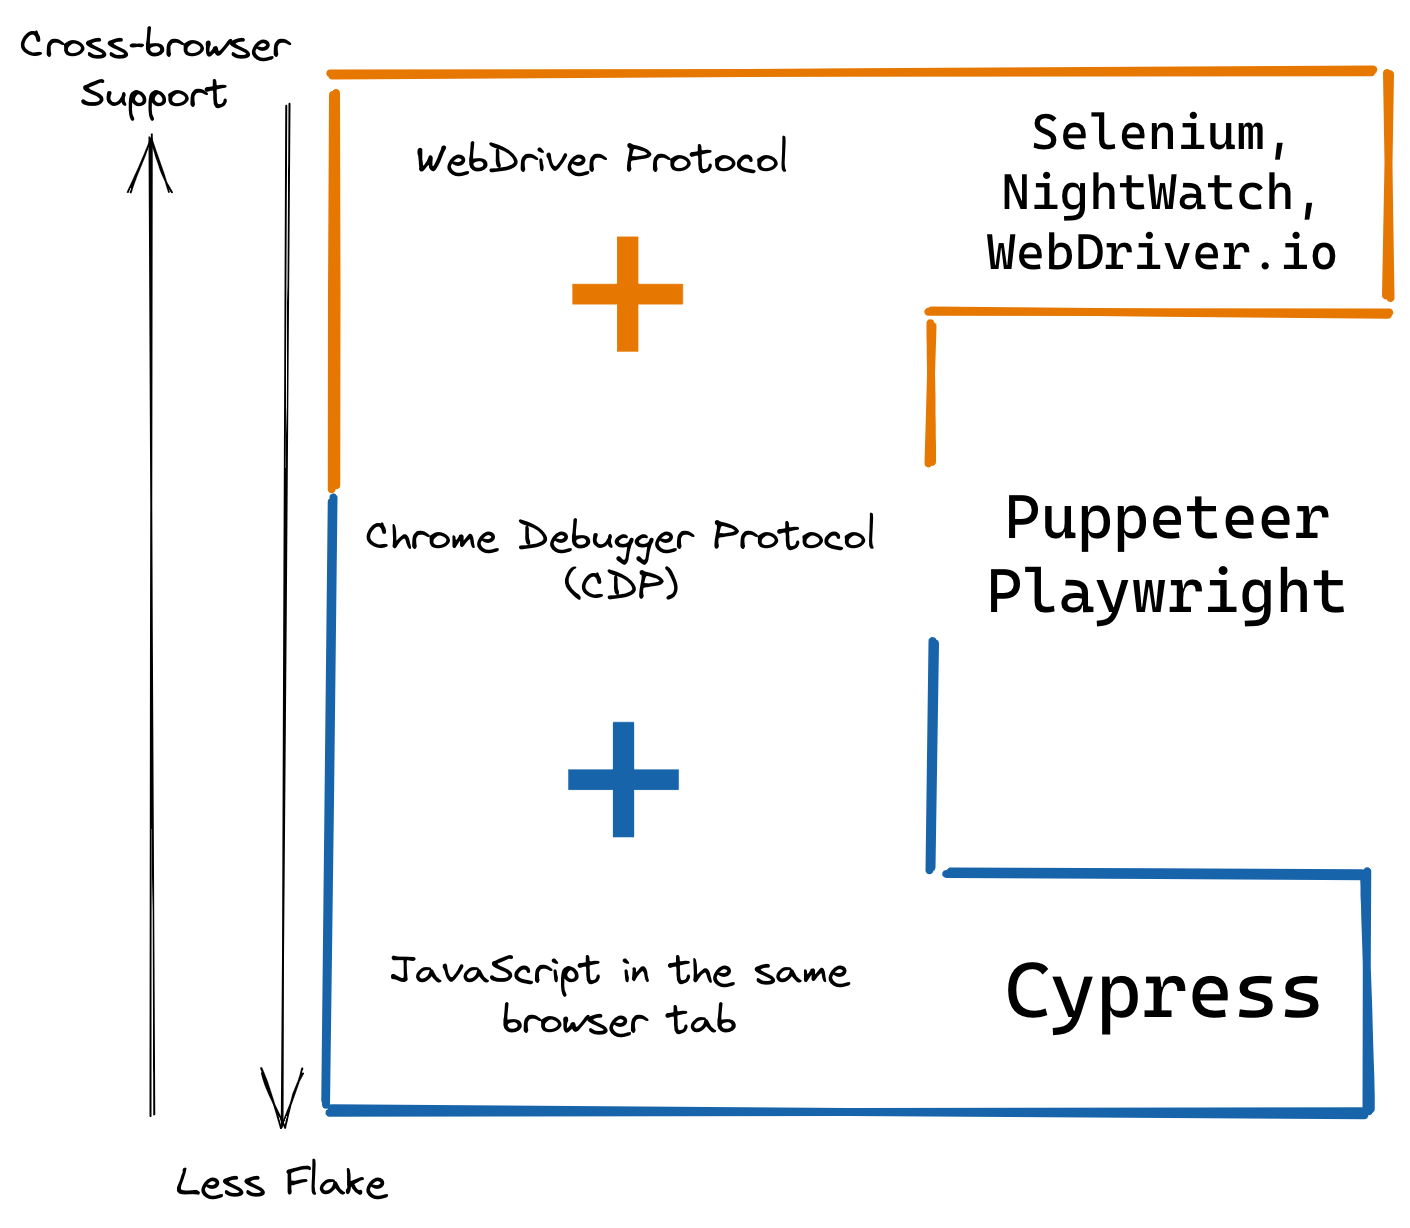 Cross-browser
Support
WebDriver Protocol
Selenium,
NightWatch,
WebDriver.io
Chrome Debugger Protocol
(CDP)
Puppeteer
Playwright
JavaScript in the same
browser tab
Cypress
Less Flake